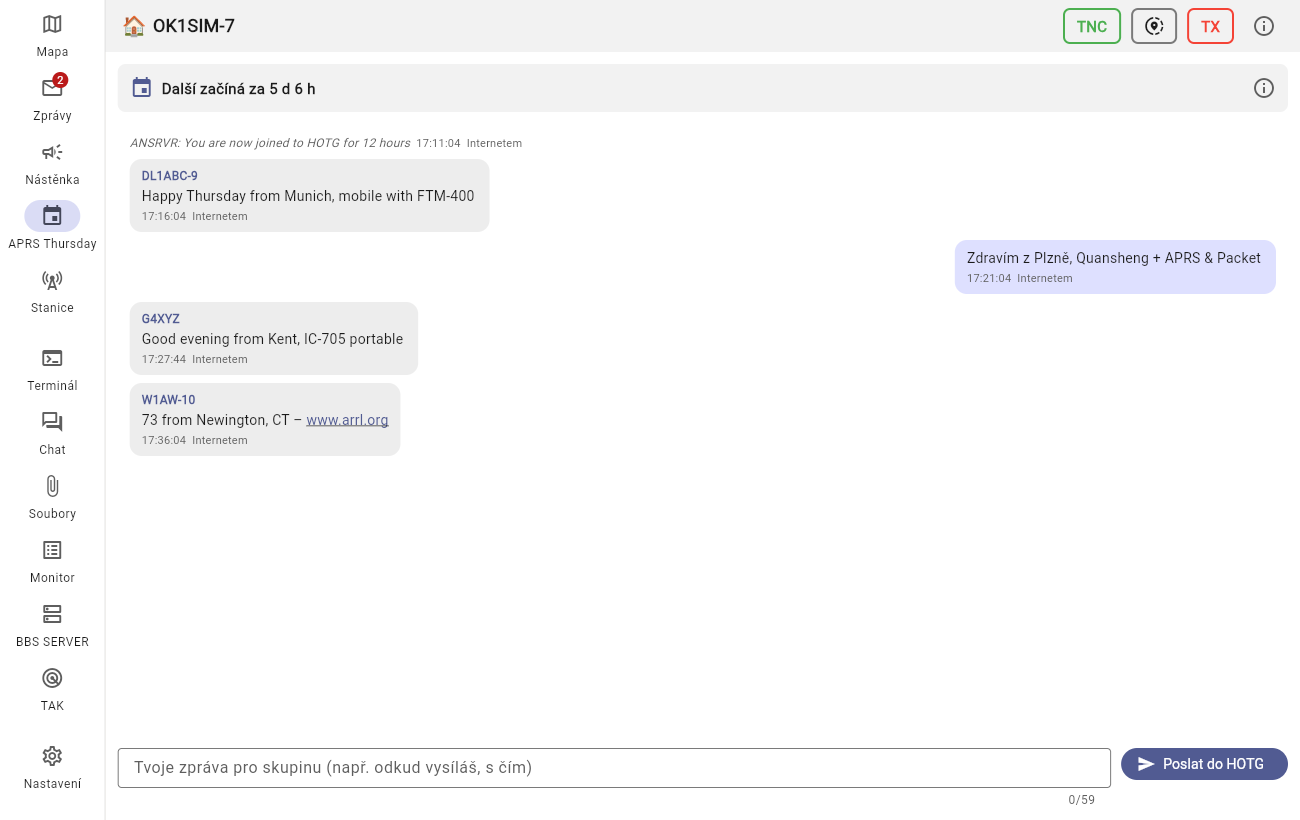 Mapa
2
Zprávy
Nástěnka
APRS Thursday
Stanice
Terminál
Chat
Soubory
Monitor
BBS SERVER
TAK
Nastavení
OK1SIM-7
TNC
TX
Další začíná za 5 d 6 h
ANSRVR: You are now joined to HOTG for 12 hours 17:11:04 Internetem
DL1ABC-9
Happy Thursday from Munich, mobile with FTM-400
17:16:04 Internetem
Zdravím z Plzně, Quansheng + APRS & Packet
17:21:04 Internetem
G4XYZ
Good evening from Kent, IC-705 portable
17:27:44 Internetem
W1AW-10
73 from Newington, CT – www.arrl.org
17:36:04 Internetem
Tvoje zpráva pro skupinu (např. odkud vysíláš, s čím)
Poslat do HOTG
0/59